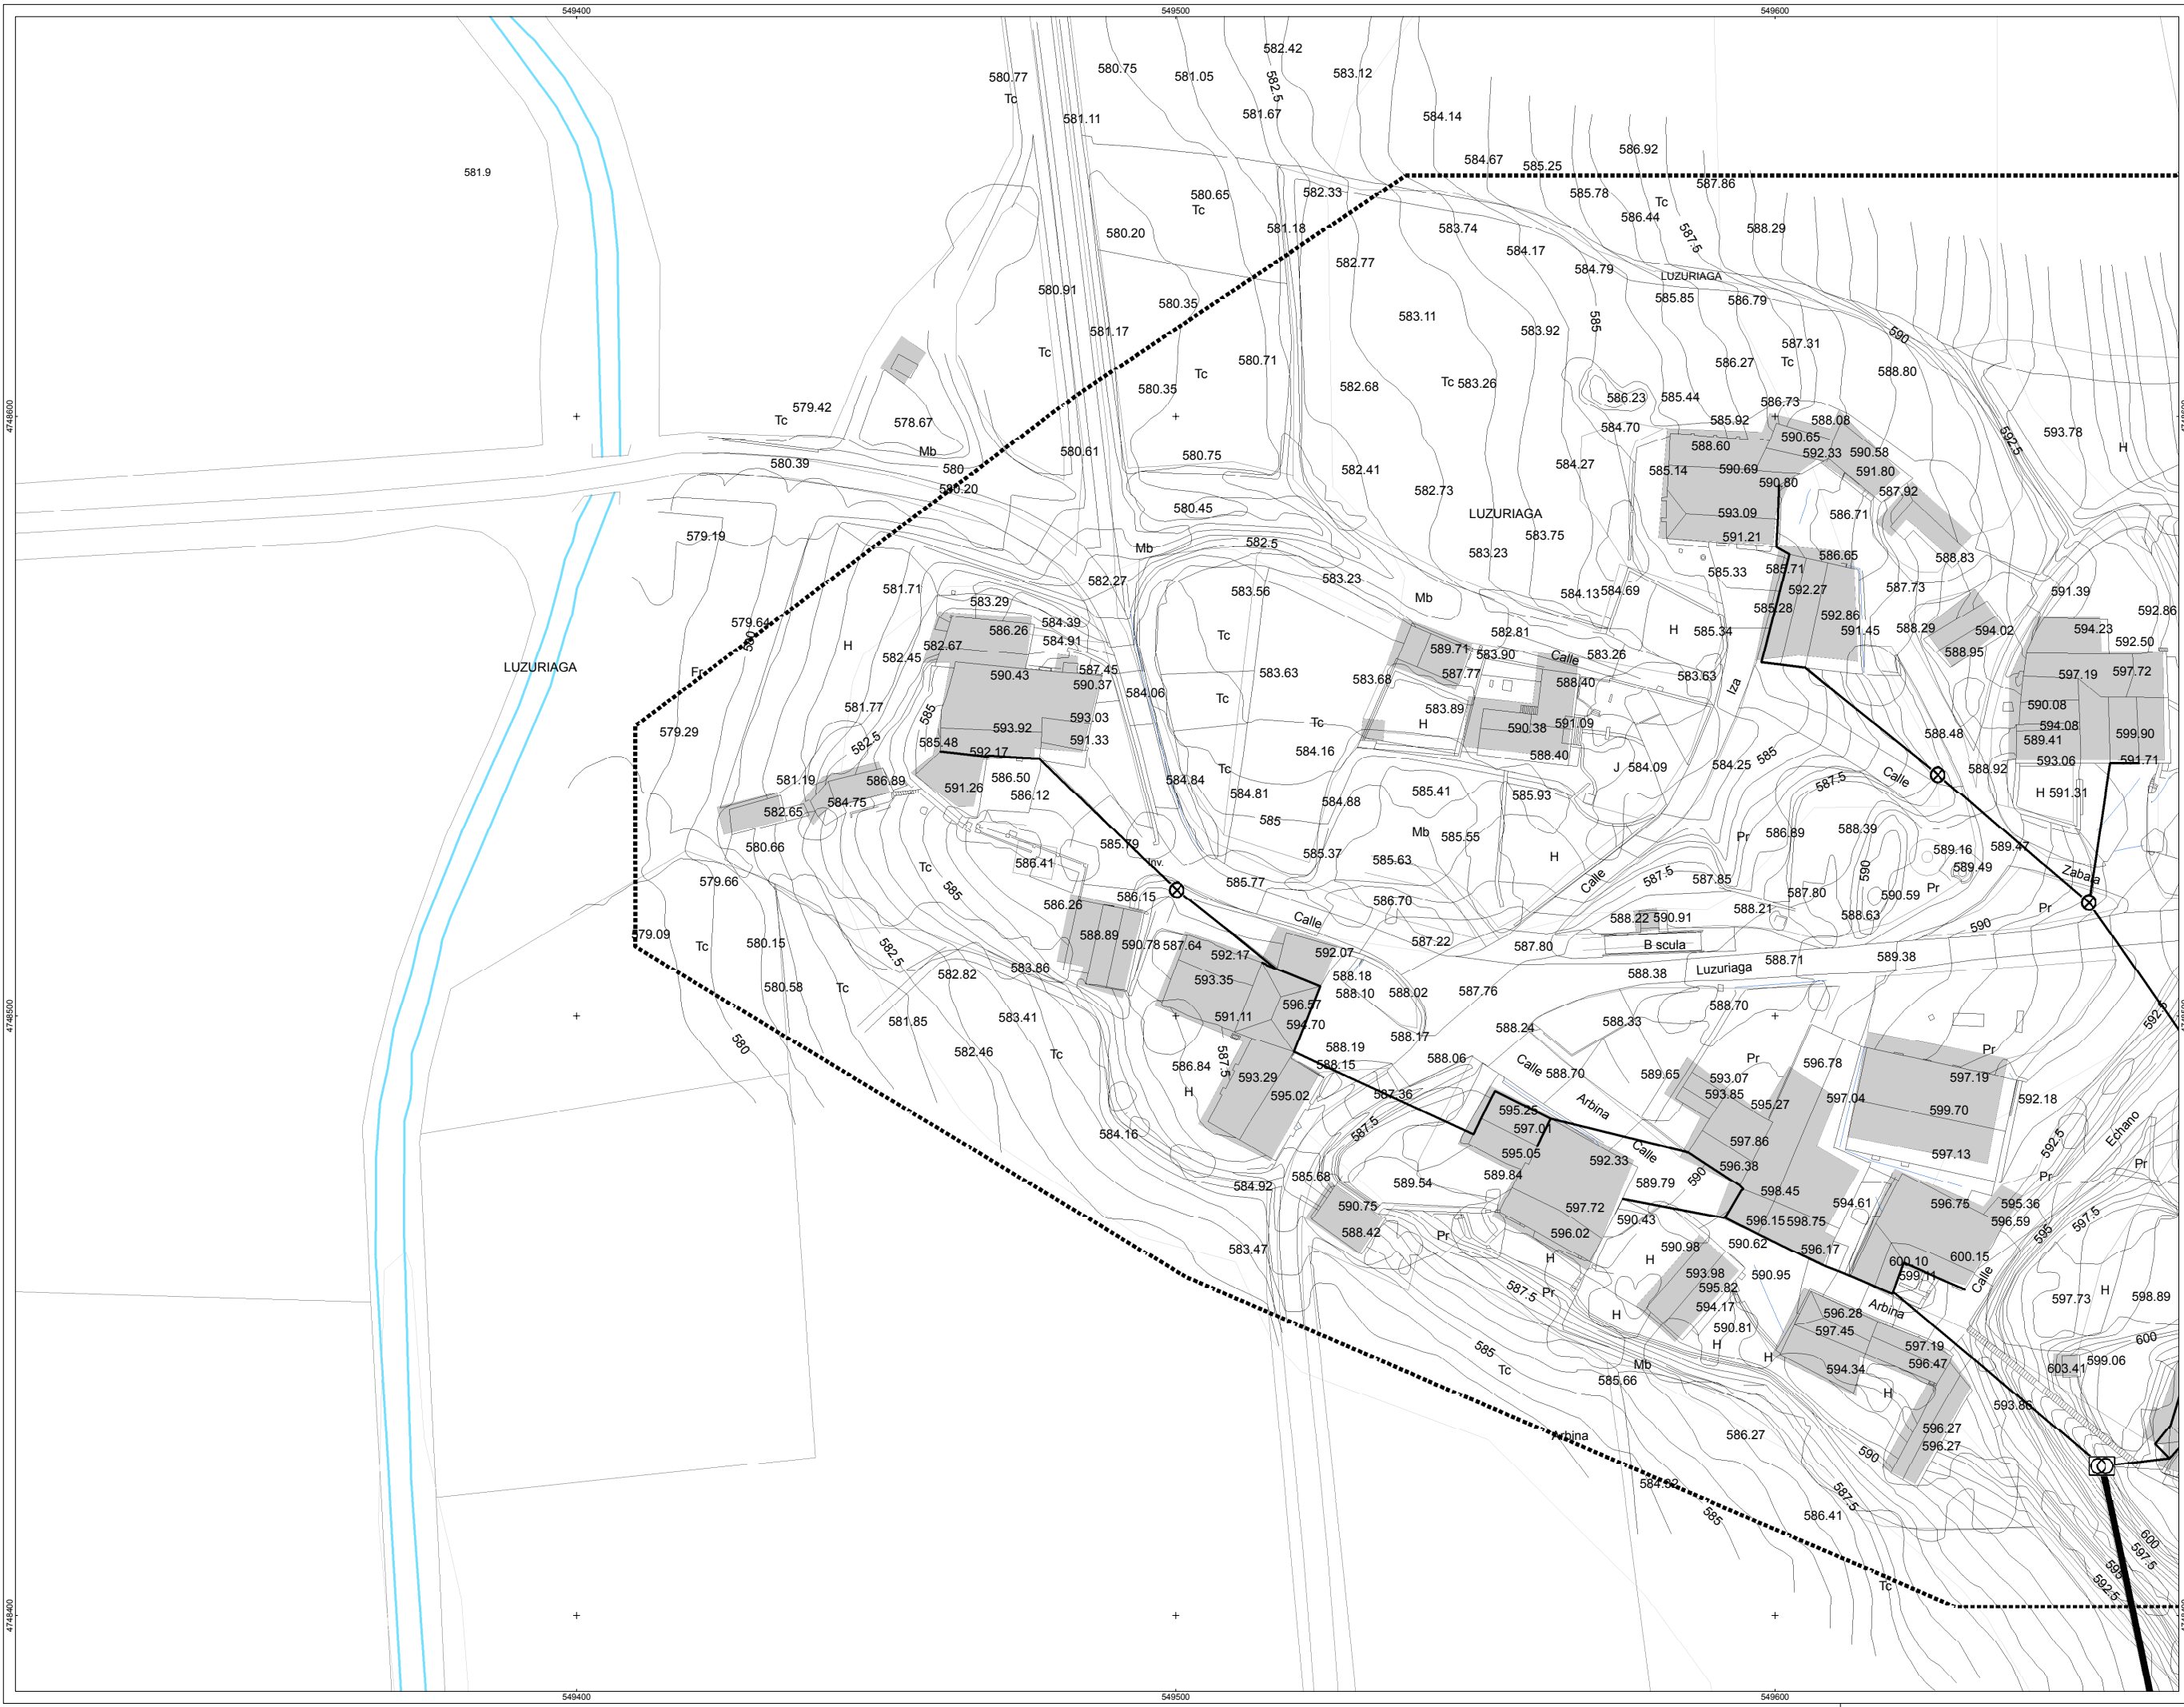 549400 549500 549600
582.42
580.77 580.75 581.05 582.5 583.12
Tc
581.11 581.67 584.14
586.92
581.9 584.67 585.25
580.65 582.33 585.78 587.86
Tc Tc
586.44
580.20 581.18 583.74 587.5 588.29
584.17
582.77 584.79
LUZURIAGA
580.91 580.35 585.85 586.79
583.11 585
581.17 583.92 590
587.31
Tc 580.71 586.27 Tc
Tc 588.80
580.35 582.68 Tc 583.26
586.23 585.44 586.73
579.42
4748600 Tc 578.67 584.70 585.92 588.08 4748600
592.5 593.78
590.65
Mb 580.61 580.75 588.60 592.33 590.58 H
580.39 580 582.41 584.27 585.14 590.69 591.80
580.20 582.73 590.80 587.92
580.45
LUZURIAGA 593.09 586.71
579.19 583.75 591.21
Mb 582.5
583.23 586.65 588.83
581.71 582.27 583.23 585.33 585.71
583.56 584.13 584.69 592.27 587.73 591.39
583.29 Mb 585.28
579.64 584.39 592.86 592.86
580 H 586.26 Tc 582.81 H 585.34 591.45 588.29 594.02 594.23
582.67 584.91 592.50
582.45 589.71 583.90 Calle 583.26 588.95
LUZURIAGA Fr 590.43 587.45 583.63 587.77 583.63 597.19 597.72
590.37 584.06 583.68 588.40 Iza
581.77 Tc 583.89 590.08
585 593.03 Tc H 590.38 591.09 594.08
579.29 593.92 588.48 589.41 599.90
582.5 585.48 592.17 591.33 584.16 588.40 585 593.06 591.71
581.19 586.89 586.50 584.84 Tc J 584.09 584.25 Calle 588.92
591.26 586.12 584.81 585.41 585.93 587.5 H 591.31
582.65 584.75 584.88
585 586.89 588.39
Mb 585.55 Pr
580.66 585.79 585.37 589.47
Tc 586.41 Inv. 585.63 H 589.16
585.77 Calle 587.5 587.85 590 589.49 Zabala
579.66 586.15 587.80 590.59 Pr
586.26 586.70 588.21 Pr
Calle 588.22 590.91 588.63 590
579.09 588.89 590.78 587.64 587.22 587.80 B scula
Tc 580.15 582.5 592.17 592.07 588.71 589.38
583.86 588.18 588.38 Luzuriaga
582.82 593.35
580.58 Tc 588.10 588.02 587.76
596.57 588.70
4748500 581.85 583.41 591.11 594.70 588.33 592.5 4748500
588.24
580 588.17
582.46 Tc 587.5 588.19 588.06 Calle Pr Pr
586.84 588.15 588.70 596.78
593.29 589.65 593.07 597.19
H 595.02 587.36 593.85
Arbina 595.27 597.04 592.18
595.25 599.70
584.16 587.5 597.01 Echano
597.86 592.5
595.05 592.33 Calle 597.13
585.68 589.54 589.84 596.38 Pr
584.92 589.79 590 Pr
590.75 598.45 594.61 596.75 595.36
597.72
588.42 590.43 596.15 598.75 596.59 597.5
583.47 Pr 596.02 590.98 590.62 596.17 595
H H 600.15
593.98 590.95 600.10
587.5 Pr 595.82 599.11 Calle H
H 594.17 Arbina 597.73 598.89
596.28
590.81 597.45
585 H H 597.19 600
Tc Mb 594.34 596.47 603.41 599.06
585.66 H
593.86
Arbina 586.27 596.27
590 596.27
584.32 587.5
585 586.41
600
597.5
595
Tc 592.5
4748400 4748400
549400 549500 549600